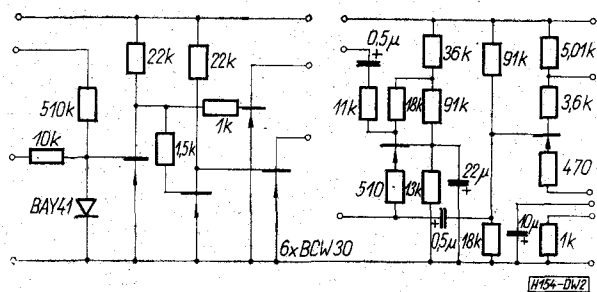 22k
22k
510k
10k
1k
1,5k
BAY41
6xBCW30
0,5µ
36k
91k
5,01k
11k
18k
91k
3,6k
510
13k
22µ
470
0,5µ
18k
10µ
1k
H154-DW2